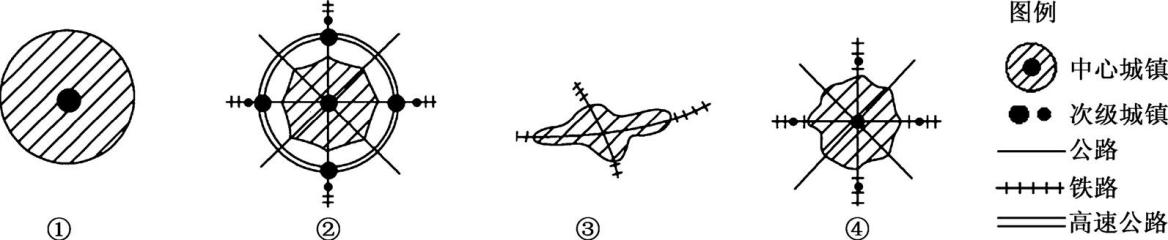 图例
中心城镇
次级城镇
公路
铁路
高速公路
① ② ③ ④